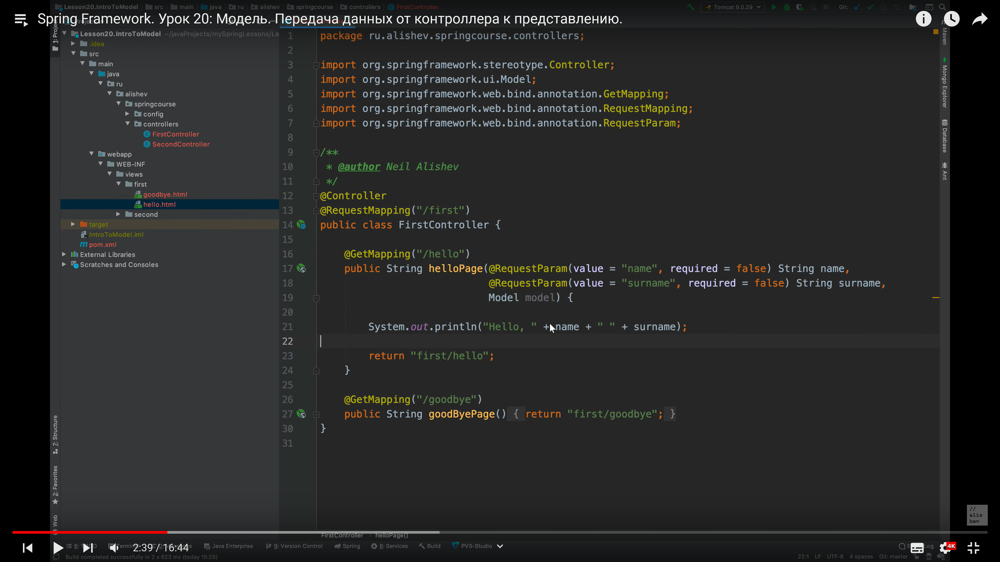 Lesson20.IntroToModel src main java ru alishev springcourse controllers FirstController Tomcat 9.0.29 Git:
Spring Framework. Урок 20: Модель. Передача данных от контроллера к представлению.
1: Project
Lesson20.IntroToModel ~/javaProjects/mySpringLessons/Le
.idea
src
main
java
ru
alishev
springcourse
config
controllers
FirstController
SecondController
webapp
WEB-INF
views
first
goodbye.html
hello.html
second
target
IntroToModel.iml
pom.xml
External Libraries
Scratches and Consoles
7: Structure
2: Favorites
Web
1 package ru.alishev.springcourse.controllers;
2
3 import org.springframework.stereotype.Controller;
4 import org.springframework.ui.Model;
5 import org.springframework.web.bind.annotation.GetMapping;
6 import org.springframework.web.bind.annotation.RequestMapping;
7 import org.springframework.web.bind.annotation.RequestParam;
8
9 /**
10 * @author Neil Alishev
11 */
12 @Controller
13 @RequestMapping("/first")
14 public class FirstController {
15
16 @GetMapping("/hello")
17 public String helloPage(@RequestParam(value = "name", required = false) String name,
18 @RequestParam(value = "surname", required = false) String surname,
19 Model model) {
20
21 System.out.println("Hello, " + name + " " + surname);
22
23 return "first/hello";
24 }
25
26 @GetMapping("/goodbye")
27 public String goodByePage() { return "first/goodbye"; }
30 }
31
Maven
Mongo Explorer
Database
Ant
//
alis
hev
FirstController helloPage()
2:39 / 16:44
6: TODO Terminal Java Enterprise 9: Version Control Spring 8: Services Build PVS-Studio Log
4K
Build completed successfully in 2 s 623 ms (today 15:25) 22:1 LF UTF-8 4 spaces Git: master